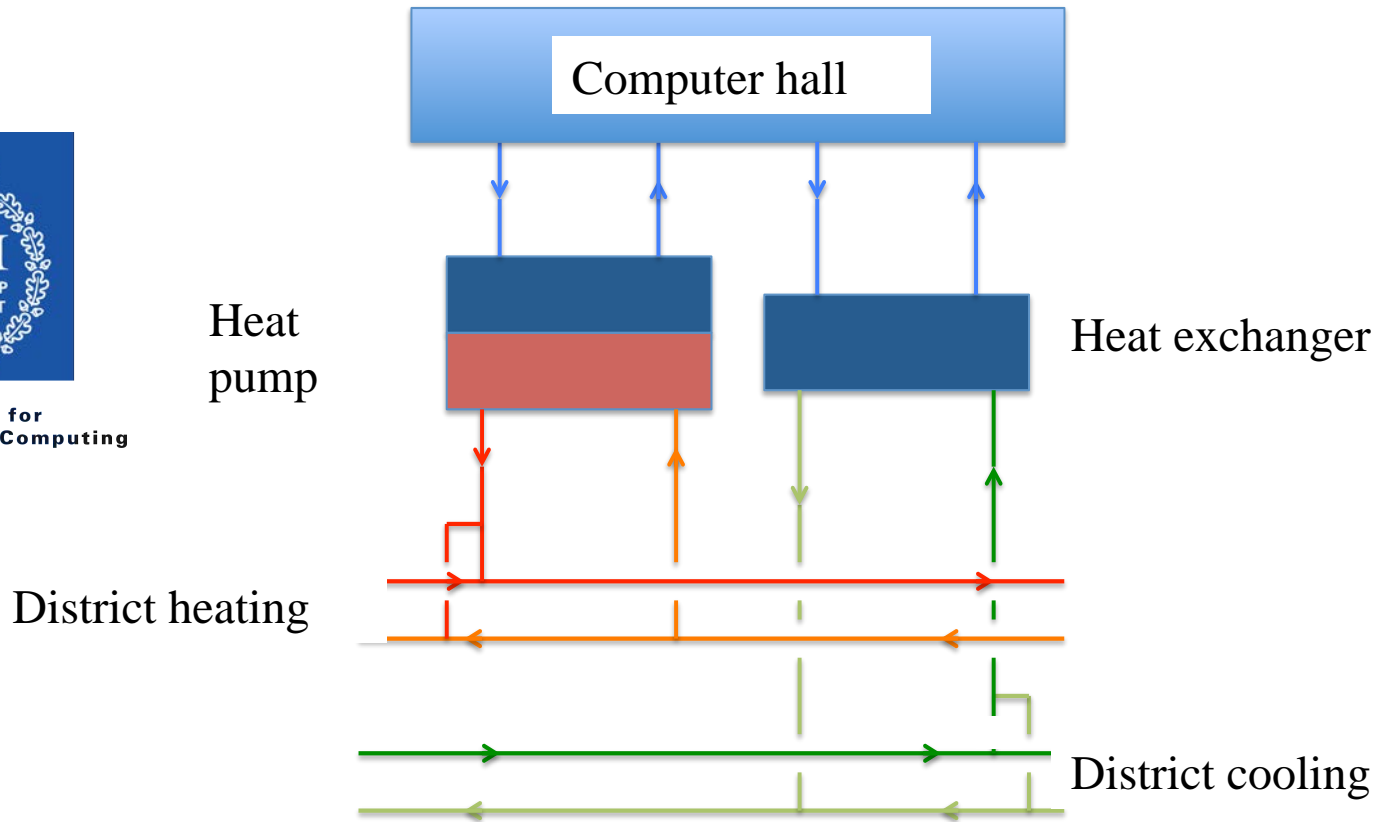 Computer hall
Heat
pump
Heat exchanger
for
Computing
District heating
District cooling